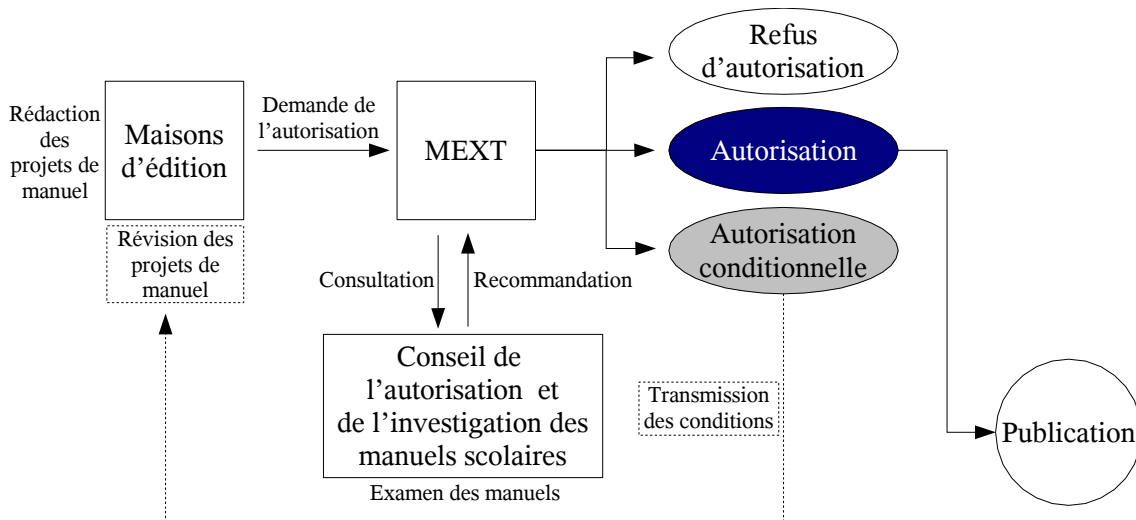 Rédaction
des
projets de
manuel
Maisons
d’édition
Révision des
projets de
manuel
Demande de
l’autorisation
MEXT
Consultation
Recommandation
Conseil de
l’autorisation et
de l’investigation des
manuels scolaires
Examen des manuels
Refus
d’autorisation
Autorisation
Autorisation
conditionnelle
Transmission
des conditions
Publication